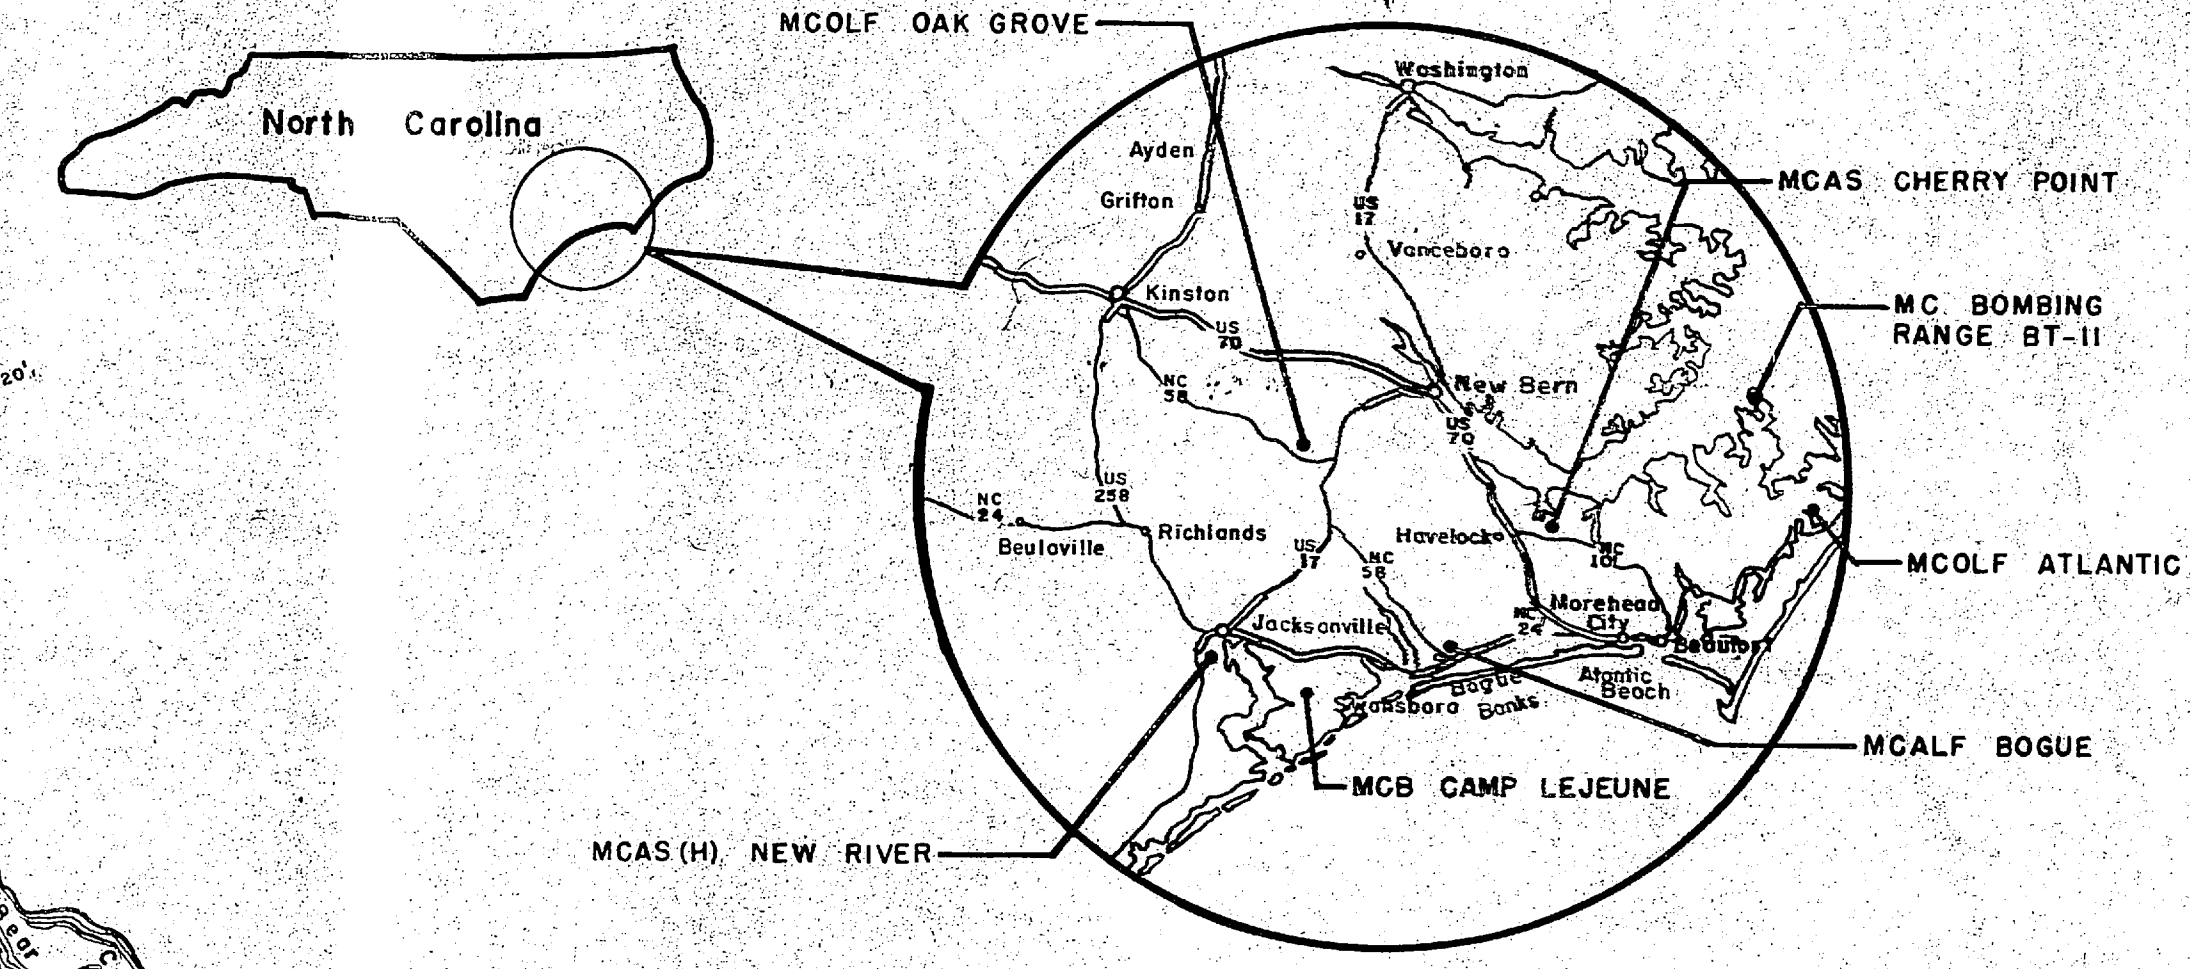 MCOLF OAK GROVE
North Carolina
Washington
Ayden
Grifton
US
17
Vanceboro
MCAS CHERRY POINT
Kinston
US
70
MC BOMBING
RANGE BT-11
20'
NC
58
New Bern
US
70
US
258
NC
24
Beulaville
Richlands
Havelock
US
17
NC
58
NC
101
MCOLF ATLANTIC
Morehead
City
NC
24
Jacksonville
Beaufort
Atlantic
Beach
Bogue
Banks
Swansboro
MCALF BOGUE
MCB CAMP LEJEUNE
MCAS (H) NEW RIVER
Bear
C